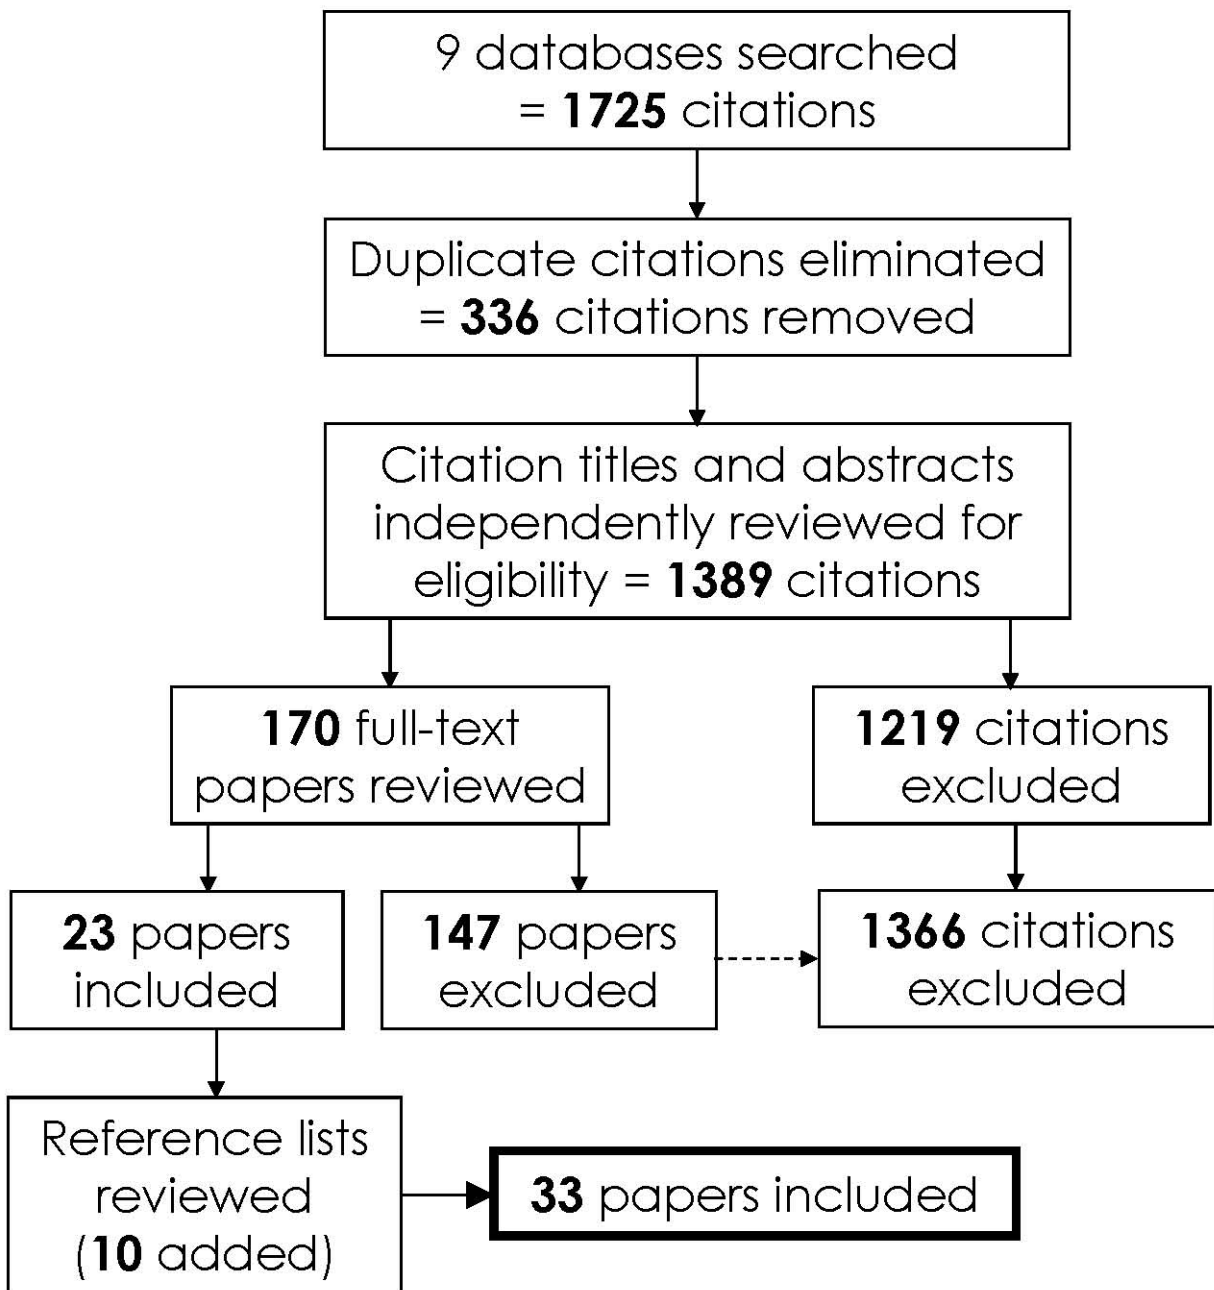 9 databases searched
= 1725 citations
Duplicate citations eliminated
= 336 citations removed
Citation titles and abstracts
independently reviewed for
eligibility = 1389 citations
170 full-text
papers reviewed
1219 citations
excluded
23 papers
included
147 papers
excluded
1366 citations
excluded
Reference lists
reviewed
(10 added)
33 papers included